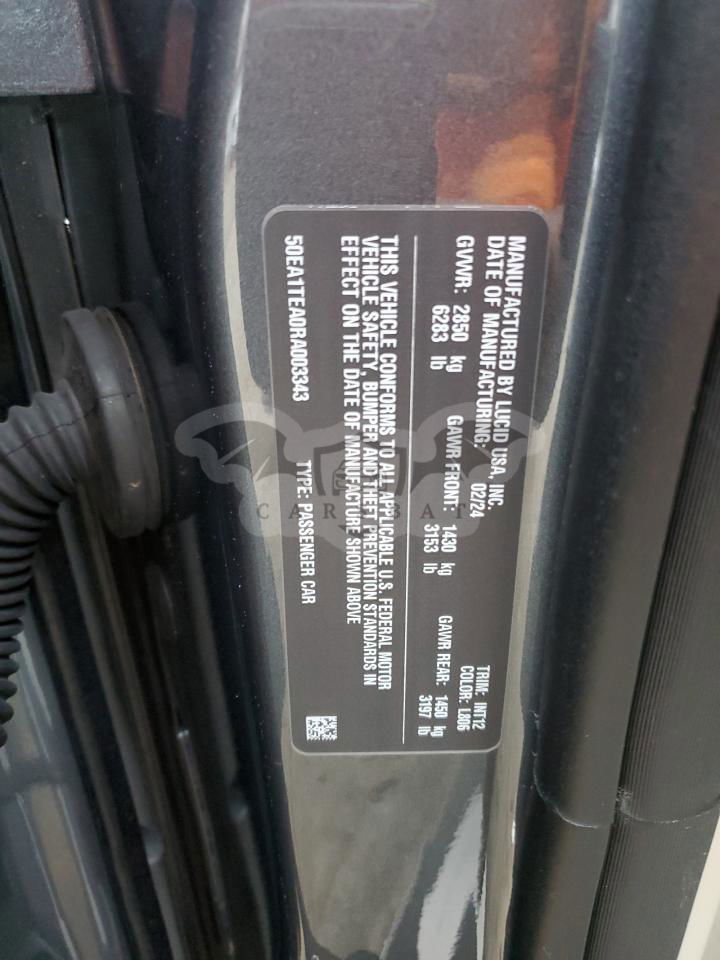 MANUFACTURED BY LUCID USA, INC.
DATE OF MANUFACTURING: 02/24 TRIM: INT12
COLOR: L806
GVWR: 2850 kg GAWR FRONT: 1430 kg GAWR REAR: 1450 kg
6283 lb 3153 lb 3197 lb
THIS VEHICLE CONFORMS TO ALL APPLICABLE U.S. FEDERAL MOTOR
VEHICLE SAFETY, BUMPER AND THEFT PREVENTION STANDARDS IN
EFFECT ON THE DATE OF MANUFACTURE SHOWN ABOVE
50EA1TEA0RA003343 TYPE: PASSENGER CAR